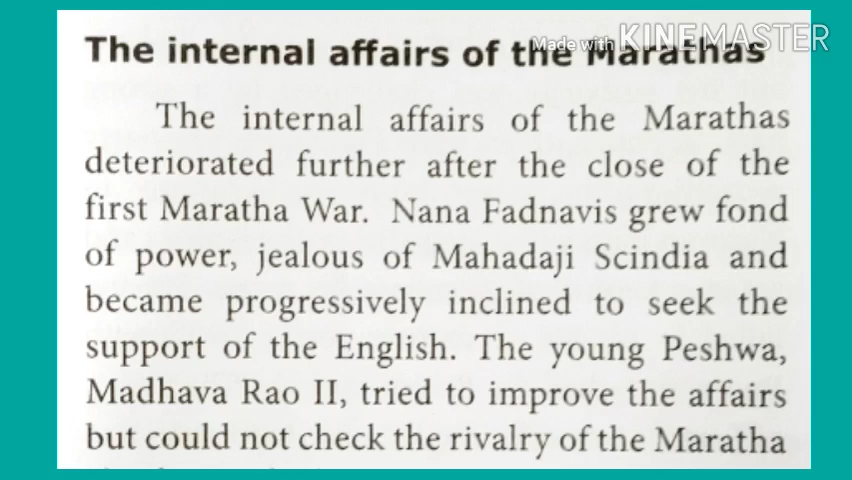 The internal affairs of the Marathas
Made with KINEMASTER
The internal affairs of the Marathas
deteriorated further after the close of the
first Maratha War. Nana Fadnavis grew fond
of power, jealous of Mahadaji Scindia and
became progressively inclined to seek the
support of the English. The young Peshwa,
Madhava Rao II, tried to improve the affairs
but could not check the rivalry of the Maratha